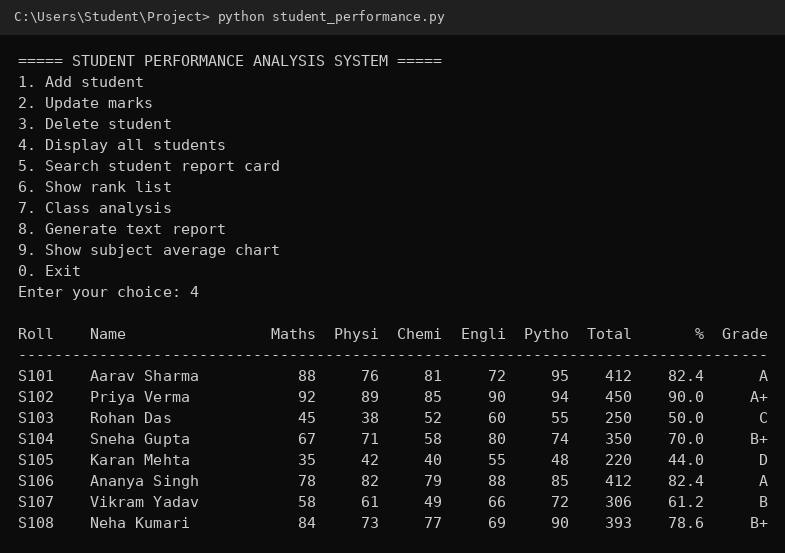 C:\Users\Student\Project> python student_performance.py
===== STUDENT PERFORMANCE ANALYSIS SYSTEM =====
1. Add student
2. Update marks
3. Delete student
4. Display all students
5. Search student report card
6. Show rank list
7. Class analysis
8. Generate text report
9. Show subject average chart
0. Exit
Enter your choice: 4

Roll    Name                Maths  Physi  Chemi  Engli  Pytho  Total       %  Grade
-----------------------------------------------------------------------------------
S101    Aarav Sharma           88     76     81     72     95    412    82.4      A
S102    Priya Verma            92     89     85     90     94    450    90.0     A+
S103    Rohan Das              45     38     52     60     55    250    50.0      C
S104    Sneha Gupta            67     71     58     80     74    350    70.0     B+
S105    Karan Mehta            35     42     40     55     48    220    44.0      D
S106    Ananya Singh           78     82     79     88     85    412    82.4      A
S107    Vikram Yadav           58     61     49     66     72    306    61.2      B
S108    Neha Kumari            84     73     77     69     90    393    78.6     B+